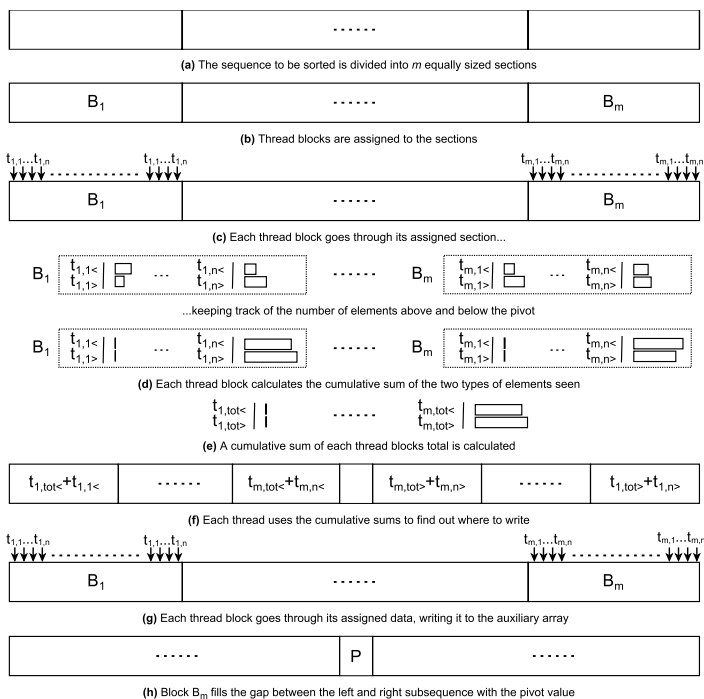 ......
(a) The sequence to be sorted is divided into m equally sized sections
B1 ...... Bm
(b) Thread blocks are assigned to the sections
t1,1...t1,n t1,1...t1,n tm,1...tm,n tm,1...tm,n
B1 ...... Bm
(c) Each thread block goes through its assigned section...
B1 t1,1< ... t1,n< ...... Bm tm,1< ... tm,n<
t1,1> t1,n> tm,1> tm,n>
...keeping track of the number of elements above and below the pivot
B1 t1,1< ... t1,n< ...... Bm tm,1< ... tm,n<
t1,1> t1,n> tm,1> tm,n>
(d) Each thread block calculates the cumulative sum of the two types of elements seen
t1,tot< ...... tm,tot<
t1,tot> tm,tot>
(e) A cumulative sum of each thread blocks total is calculated
t1,tot<+t1,1< ...... tm,tot<+tm,n< tm,tot>+tm,n> ...... t1,tot>+t1,n>
(f) Each thread uses the cumulative sums to find out where to write
t1,1...t1,n t1,1...t1,n tm,1...tm,n tm,1...tm,n
B1 ...... Bm
(g) Each thread block goes through its assigned data, writing it to the auxiliary array
...... P ......
(h) Block Bm fills the gap between the left and right subsequence with the pivot value